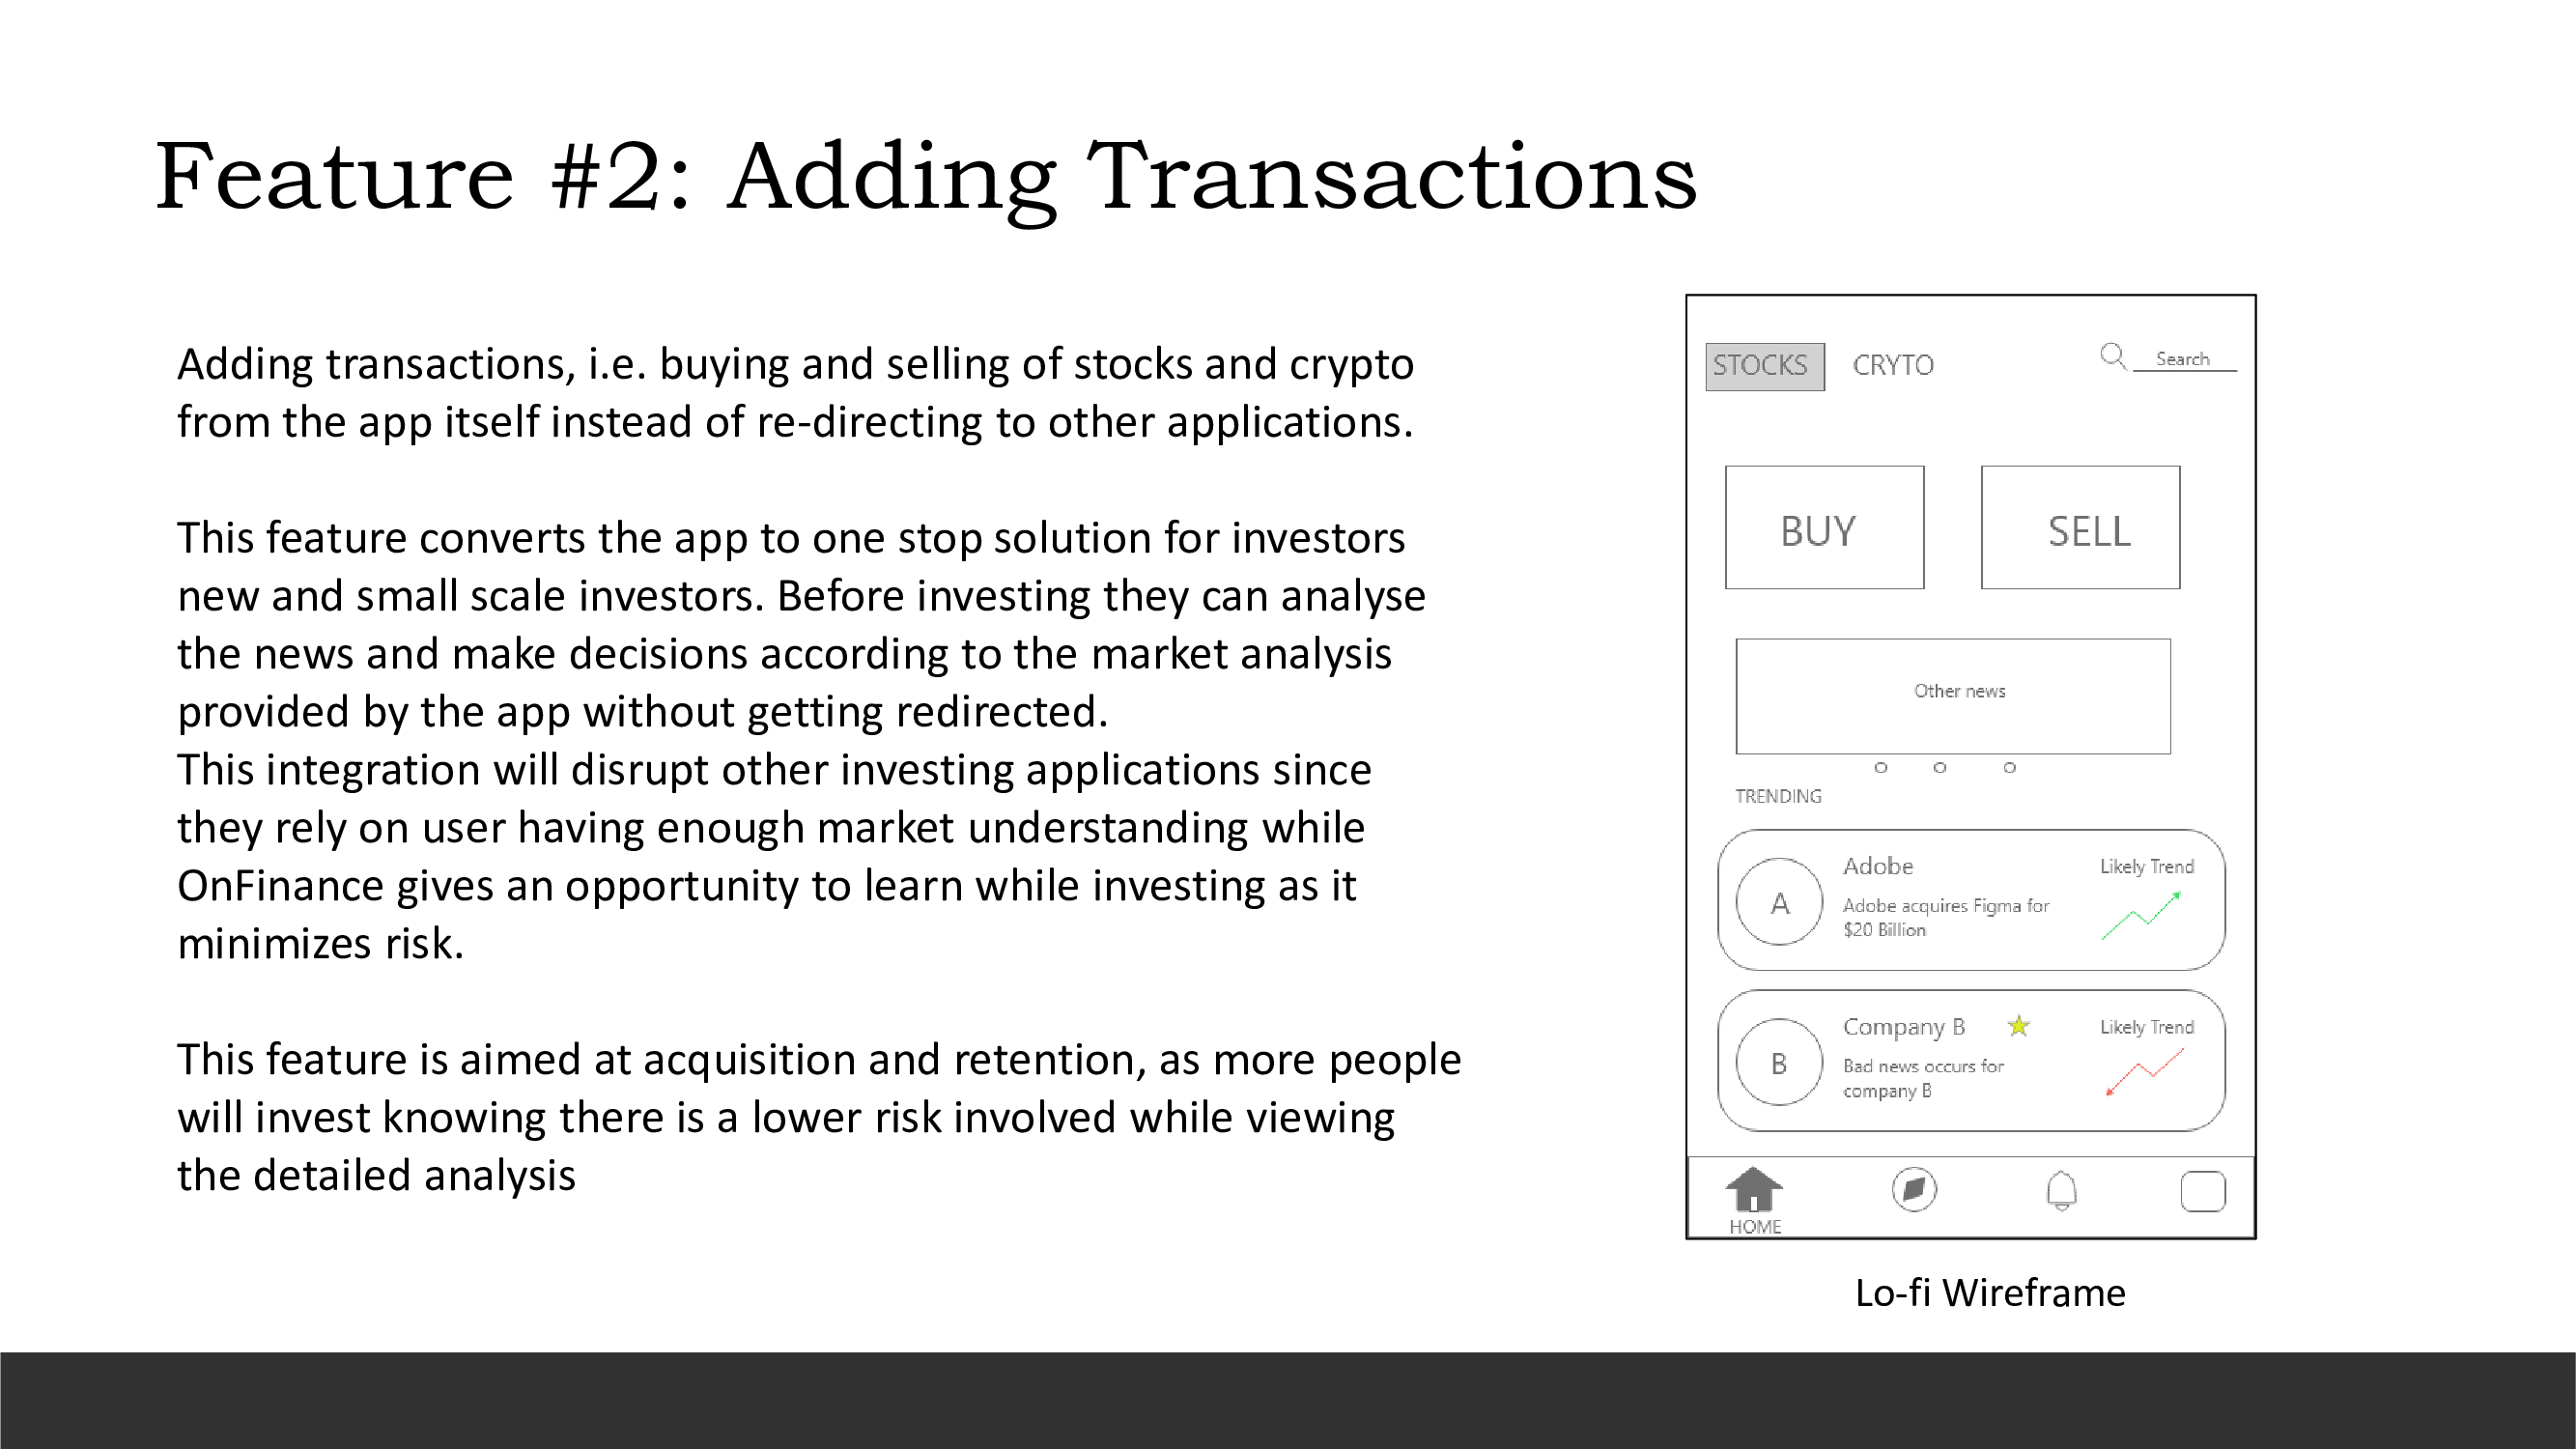 Feature #2: Adding Transactions
Adding transactions, i.e. buying and selling of stocks and crypto
from the app itself instead of re-directing to other applications.
This feature converts the app to one stop solution for investors
new and small scale investors. Before investing they can analyse
the news and make decisions according to the market analysis
provided by the app without getting redirected.
This integration will disrupt other investing applications since
they rely on user having enough market understanding while
OnFinance gives an opportunity to learn while investing as it
minimizes risk.
This feature is aimed at acquisition and retention, as more people
will invest knowing there is a lower risk involved while viewing
the detailed analysis
STOCKS CRYTO Search
BUY SELL
Other news
TRENDING
A
Adobe
Adobe acquires Figma for
$20 Billion
Likely Trend
B
Company B
Bad news occurs for
company B
Likely Trend
HOME
Lo-fi Wireframe